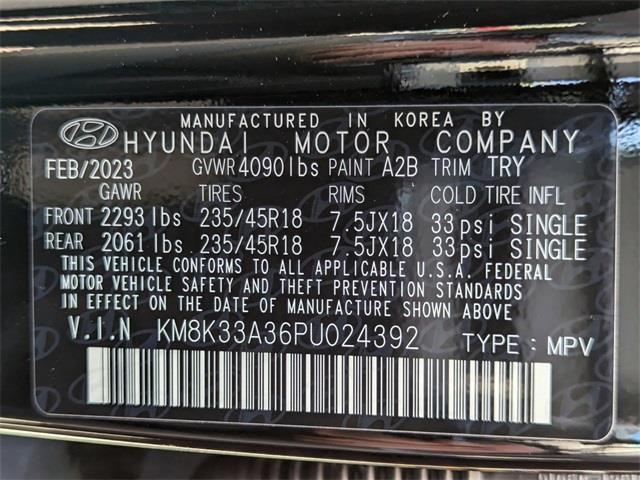 MANUFACTURED IN KOREA BY
HYUNDAI MOTOR COMPANY
FEB/2023 GVWR 4090 lbs PAINT A2B TRIM TRY
GAWR TIRES RIMS COLD TIRE INFL
FRONT 2293 lbs 235/45R18 7.5JX18 33 psi SINGLE
REAR 2061 lbs 235/45R18 7.5JX18 33 psi SINGLE
THIS VEHICLE CONFORMS TO ALL APPLICABLE U.S.A. FEDERAL
MOTOR VEHICLE SAFETY AND THEFT PREVENTION STANDARDS
IN EFFECT ON THE DATE OF MANUFACTURE SHOWN ABOVE
V.I.N KM8K33A36PU024392 TYPE : MPV